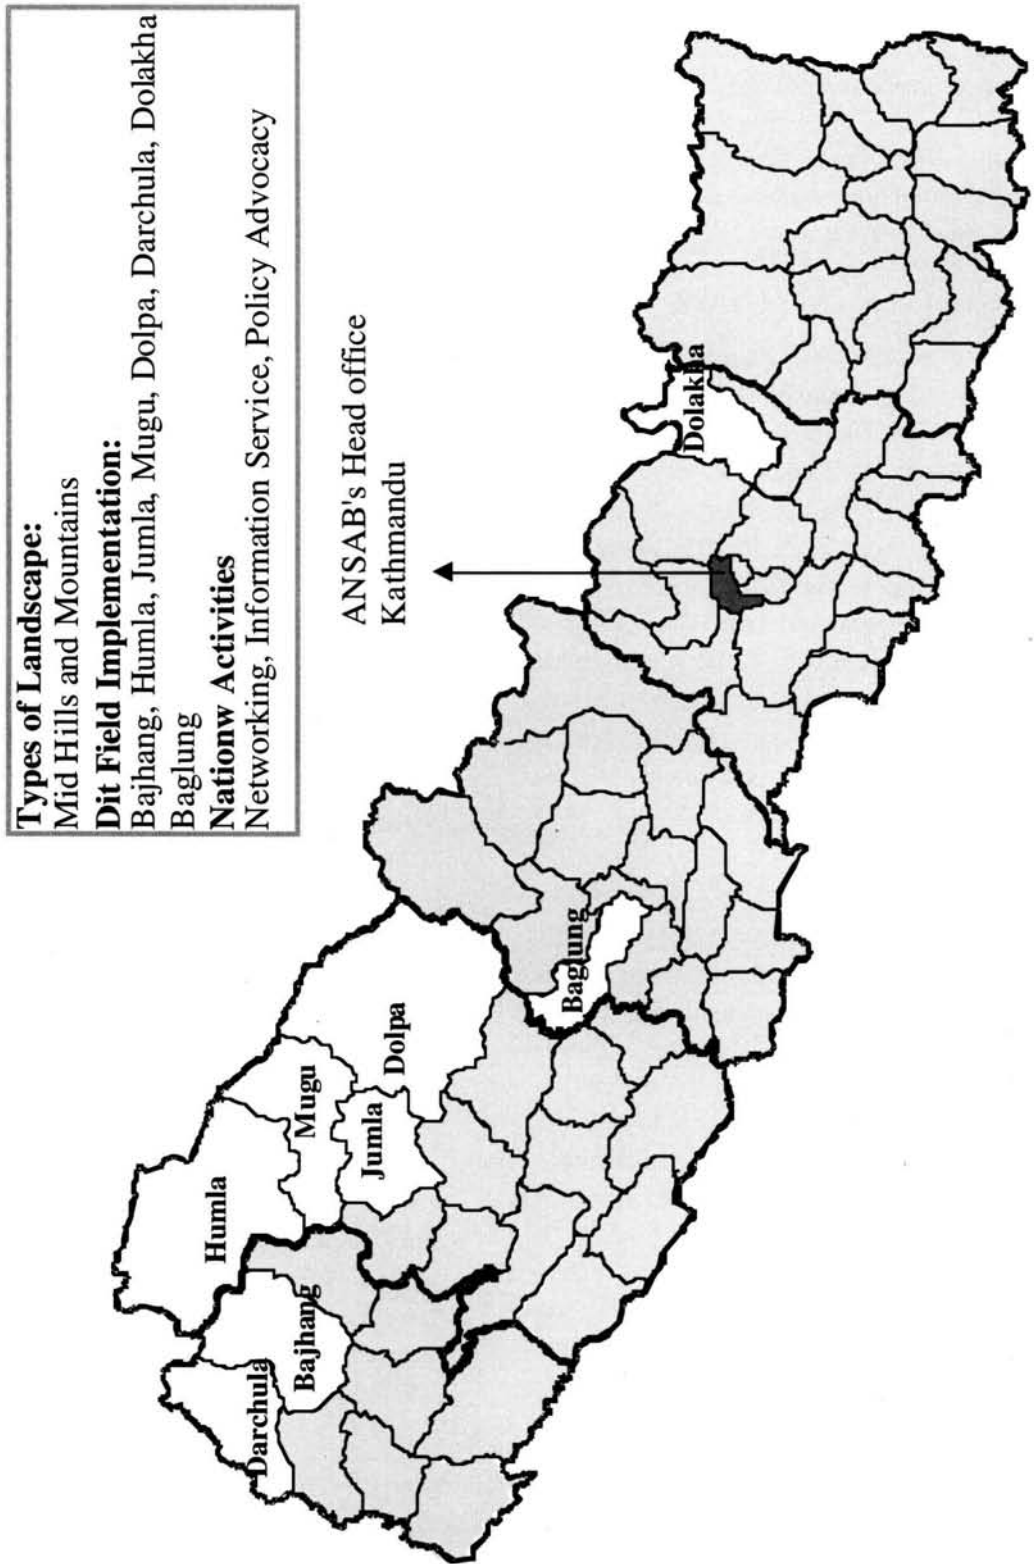 Types of Landscape:
Mid Hills and Mountains
Dit Field Implementation:
Bajhang, Humla, Jumla, Mugu, Dolpa, Darchula, Dolakha
Baglung
Nationw Activities
Networking, Information Service, Policy Advocacy
ANSAB's Head office
Kathmandu
Humla
Darchula
Bajhang
Mugu
Jumla
Dolpa
Baglung
Dolakha